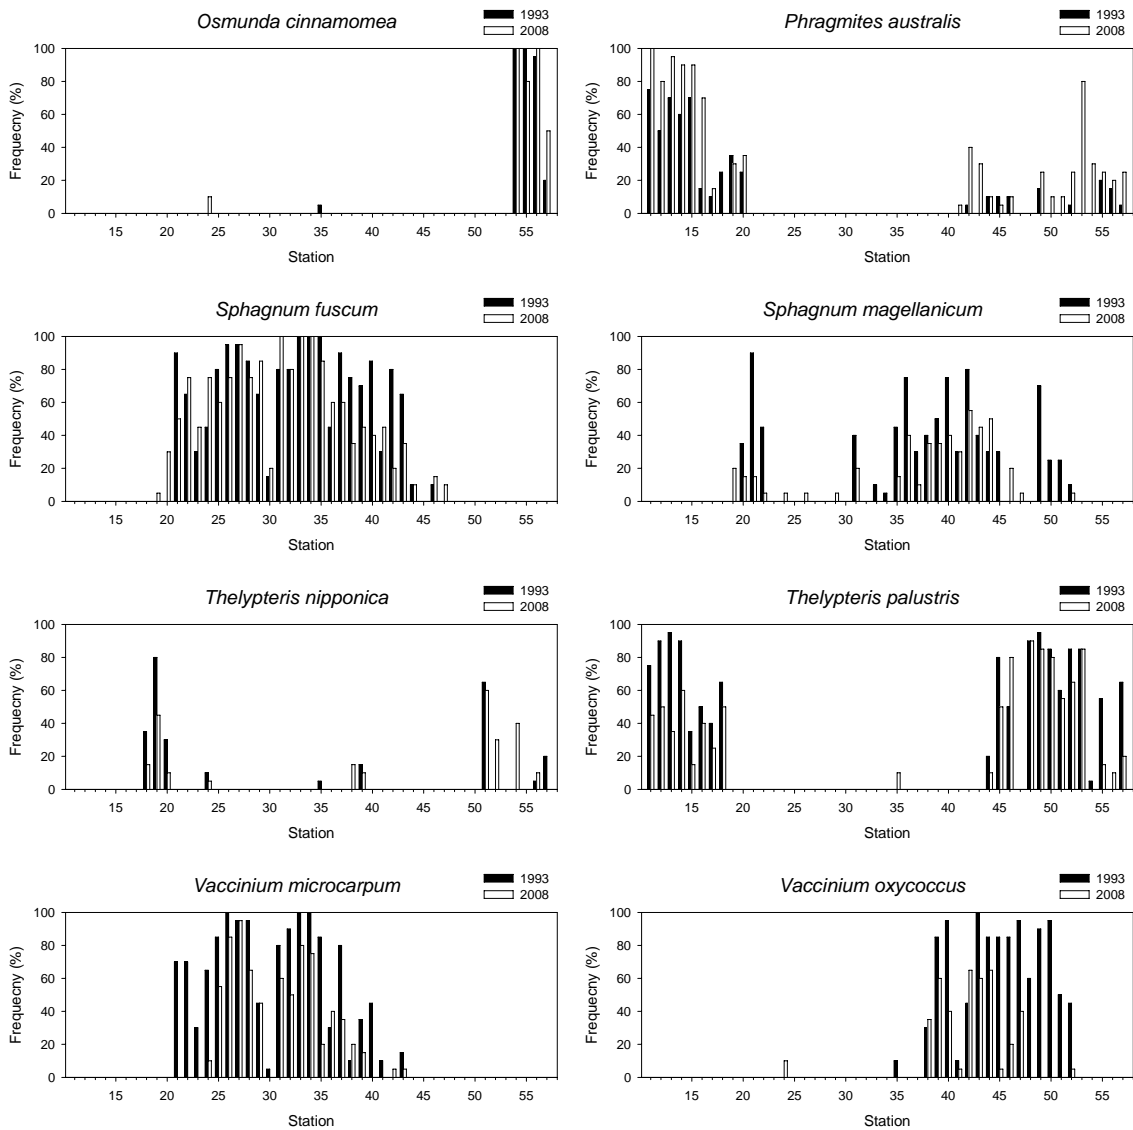 Osmunda cinnamomea
1993
2008
Frequecny (%)
100
80
60
40
20
0
15 20 25 30 35 40 45 50 55
Station
Phragmites australis
1993
2008
Frequecny (%)
100
80
60
40
20
0
15 20 25 30 35 40 45 50 55
Station
Sphagnum fuscum
1993
2008
Frequecny (%)
100
80
60
40
20
0
15 20 25 30 35 40 45 50 55
Station
Sphagnum magellanicum
1993
2008
Frequecny (%)
100
80
60
40
20
0
15 20 25 30 35 40 45 50 55
Station
Thelypteris nipponica
1993
2008
Frequecny (%)
100
80
60
40
20
0
15 20 25 30 35 40 45 50 55
Station
Thelypteris palustris
1993
2008
Frequecny (%)
100
80
60
40
20
0
15 20 25 30 35 40 45 50 55
Station
Vaccinium microcarpum
1993
2008
Frequecny (%)
100
80
60
40
20
0
15 20 25 30 35 40 45 50 55
Station
Vaccinium oxycoccus
1993
2008
Frequecny (%)
100
80
60
40
20
0
15 20 25 30 35 40 45 50 55
Station